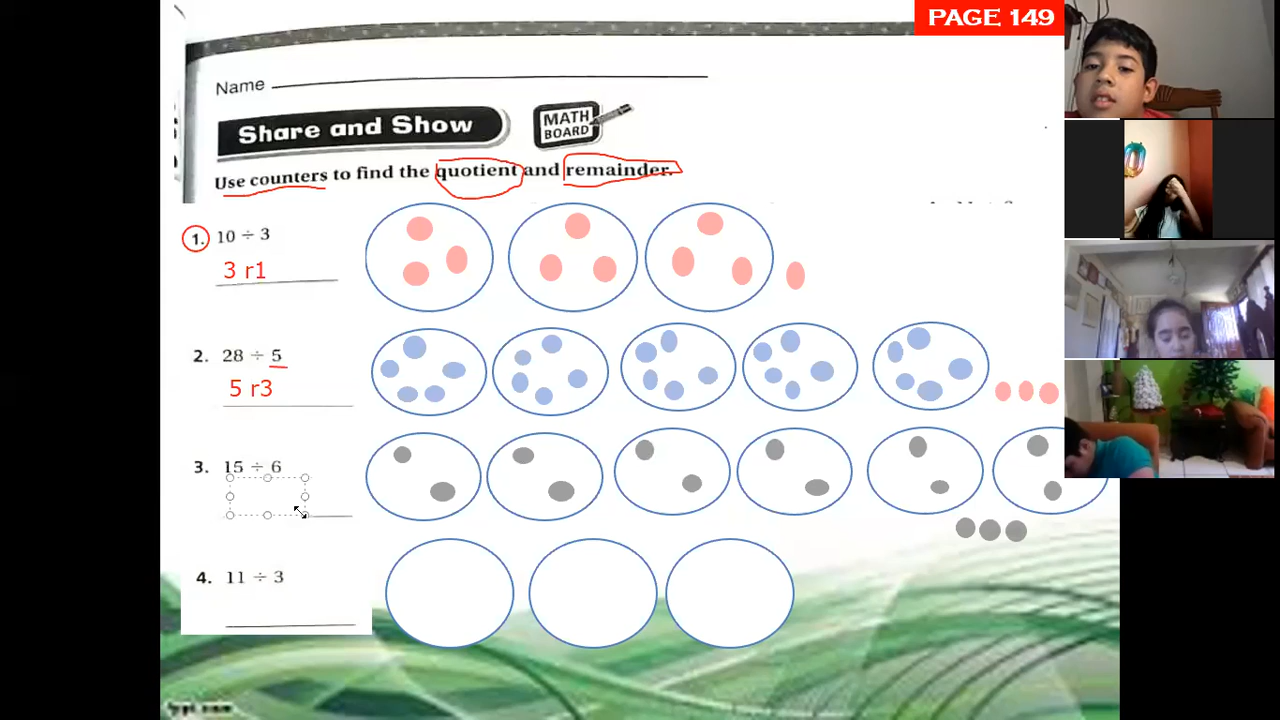 PAGE 149
Name
Share and Show
MATH
BOARD
Use counters to find the quotient and remainder.
1. 10 ÷ 3
3 r1
2. 28 ÷ 5
5 r3
3. 15 ÷ 6
4. 11 ÷ 3